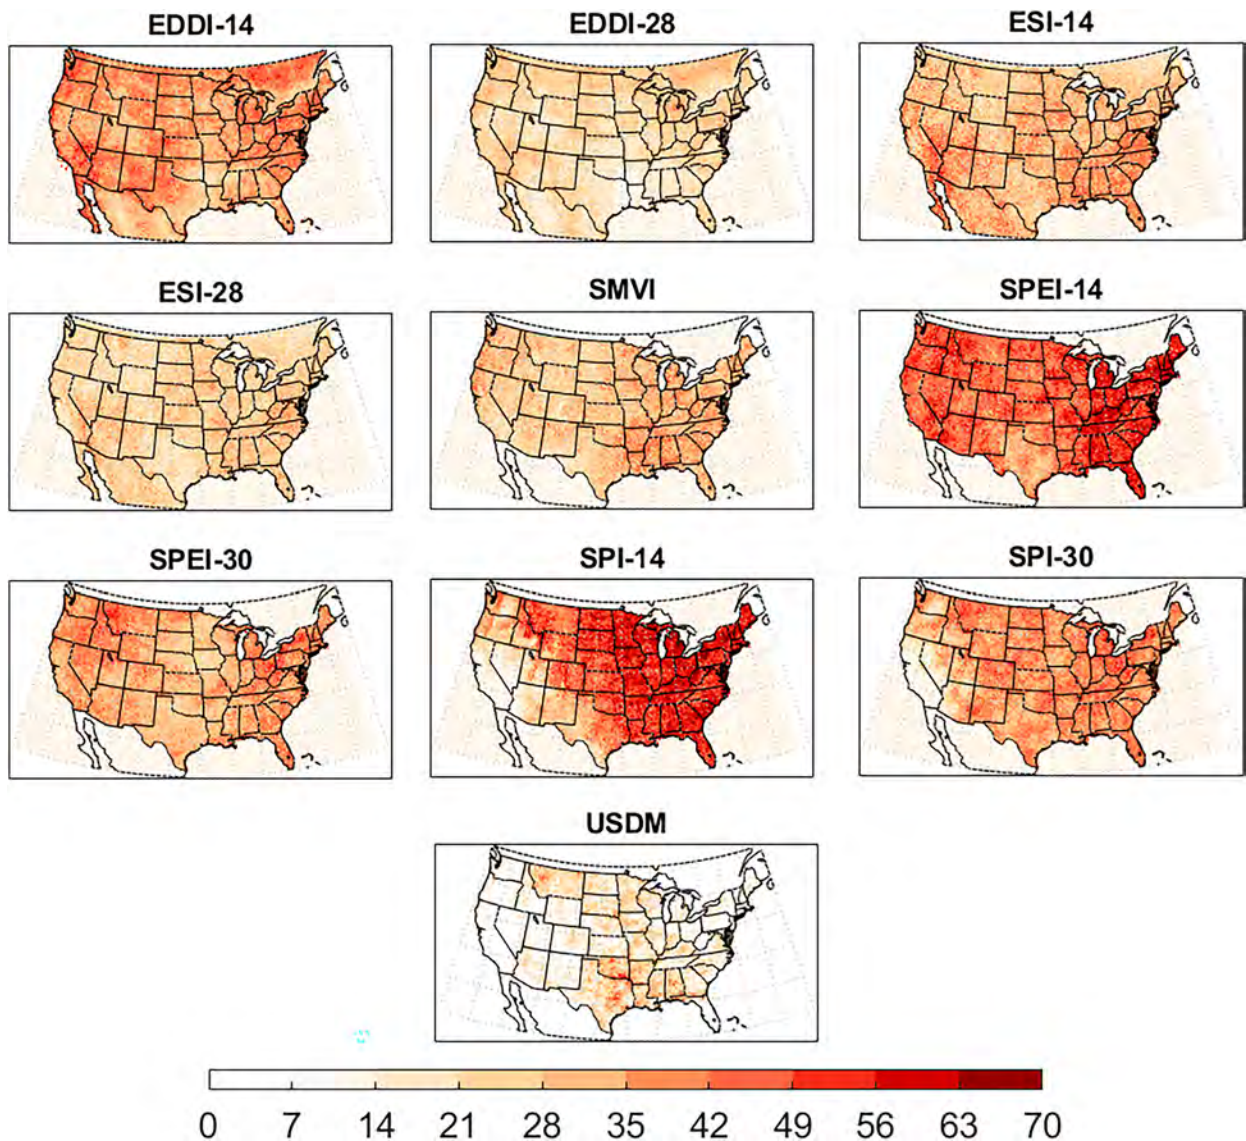 EDDI-14 EDDI-28 ESI-14
ESI-28 SMVI SPEI-14
SPEI-30 SPI-14 SPI-30
USDM
0 7 14 21 28 35 42 49 56 63 70